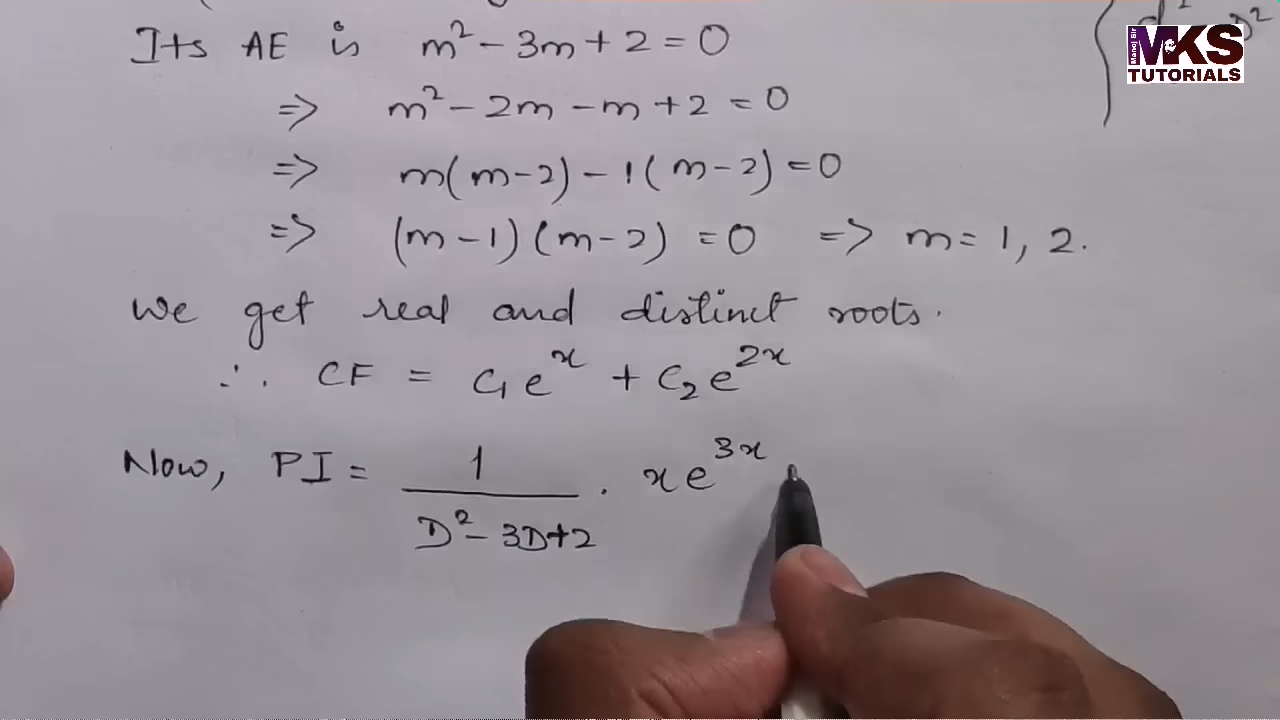 Its AE is m² - 3m + 2 = 0
=> m² - 2m - m + 2 = 0
=> m(m-2) - 1(m-2) = 0
=> (m-1)(m-2) = 0 => m = 1, 2.
We get real and distinct roots.
∴ CF = C₁eˣ + C₂e²ˣ
Now, PI = 1/(D² - 3D + 2) . xe³ˣ
MKS
TUTORIALS